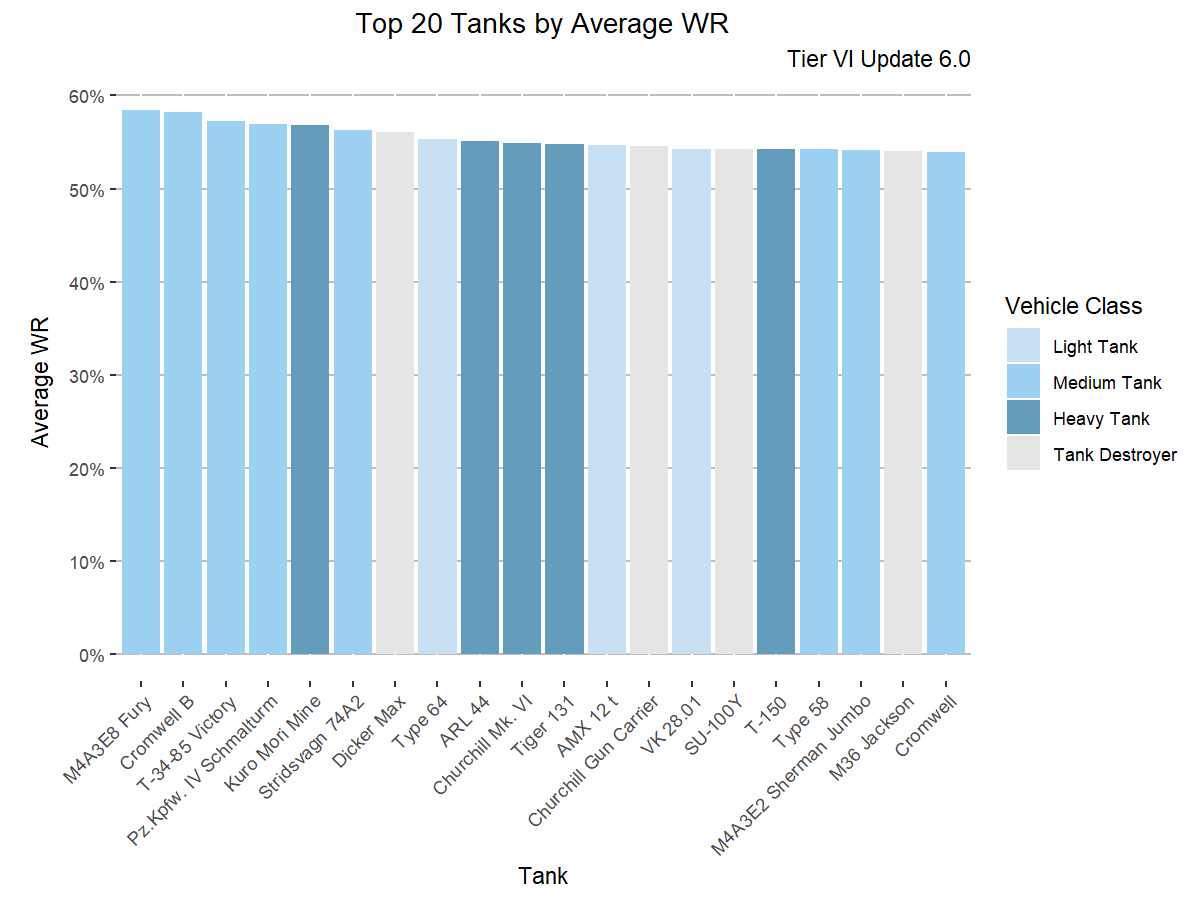 Top 20 Tanks by Average WR
Tier VI Update 6.0
60%
50%
40%
30%
20%
10%
0%
Average WR
M4A3E8 Fury
Cromwell B
T-34-85 Victory
Pz.Kpfw. IV Schmalturm
Kuro Mori Mine
Stridsvagn 74A2
Dicker Max
Type 64
ARL 44
Churchill Mk. VI
Tiger 131
AMX 12 t
Churchill Gun Carrier
VK 28.01
SU-100Y
T-150
Type 58
M4A3E2 Sherman Jumbo
M36 Jackson
Cromwell
Tank
Vehicle Class
Light Tank
Medium Tank
Heavy Tank
Tank Destroyer